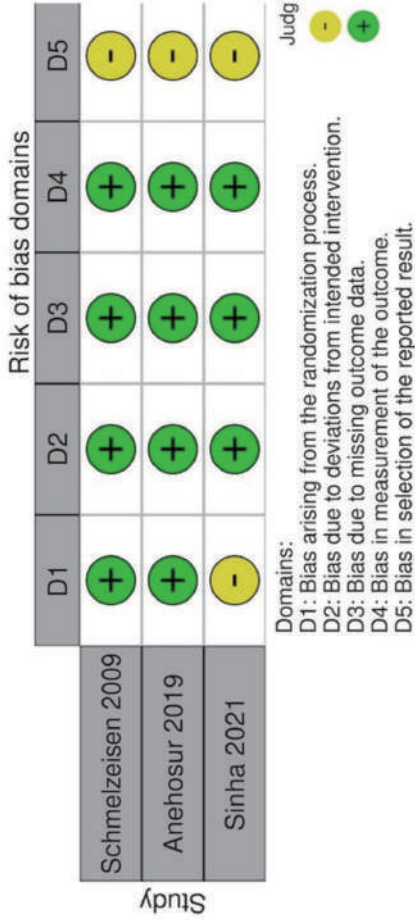 Risk of bias domains
D1 D2 D3 D4 D5
Study
Schmelzeisen 2009 + + + + -
Anehosur 2019 + + + + -
Sinha 2021 - + + + -
Domains:
D1: Bias arising from the randomization process.
D2: Bias due to deviations from intended intervention.
D3: Bias due to missing outcome data.
D4: Bias in measurement of the outcome.
D5: Bias in selection of the reported result.
Judg
-
+